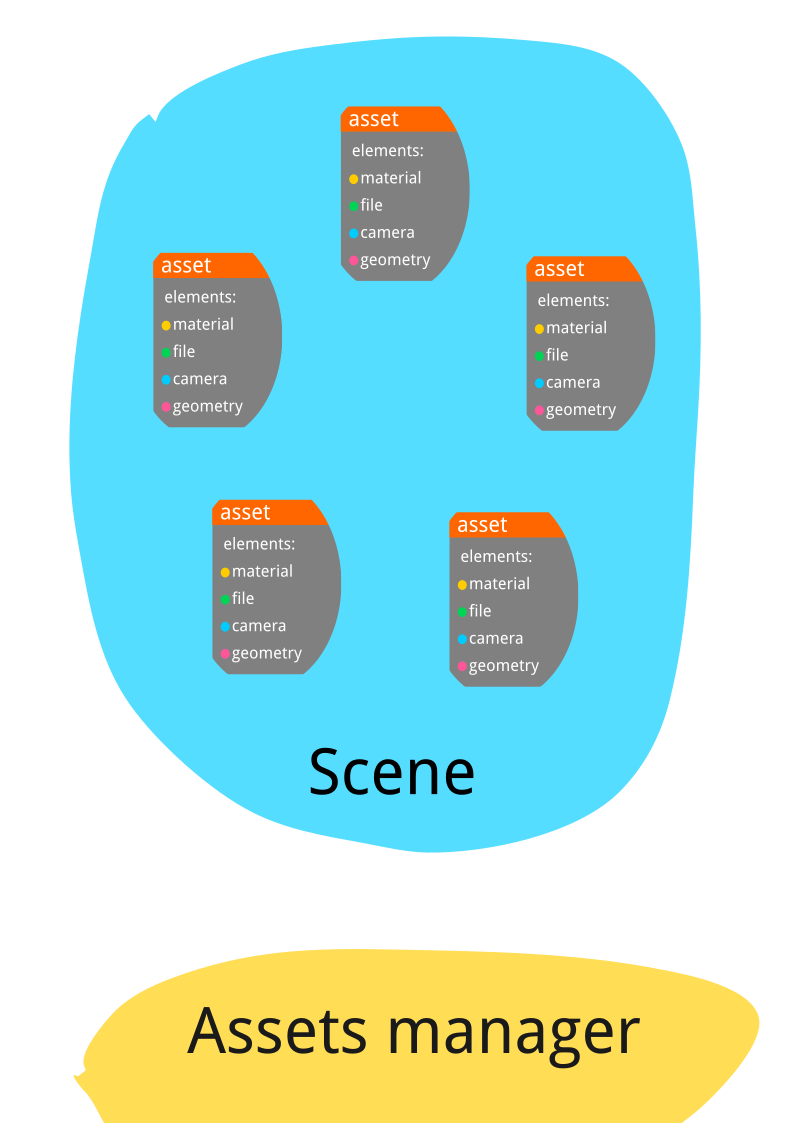 asset
elements:
material
file
camera
geometry
asset
elements:
material
file
camera
geometry
asset
elements:
material
file
camera
geometry
asset
elements:
material
file
camera
geometry
asset
elements:
material
file
camera
geometry
Scene
Assets manager